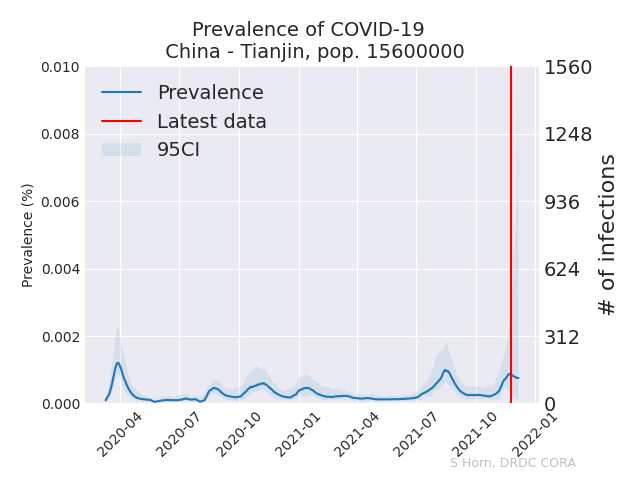 Prevalence of COVID-19
China - Tianjin, pop. 15600000
Prevalence
Latest data
95CI
0.010
0.008
0.006
0.004
0.002
0.000
Prevalence (%)
1560
1248
936
624
312
0
# of infections
2020-04
2020-07
2020-10
2021-01
2021-04
2021-07
2021-10
2022-01
S Horn, DRDC CORA